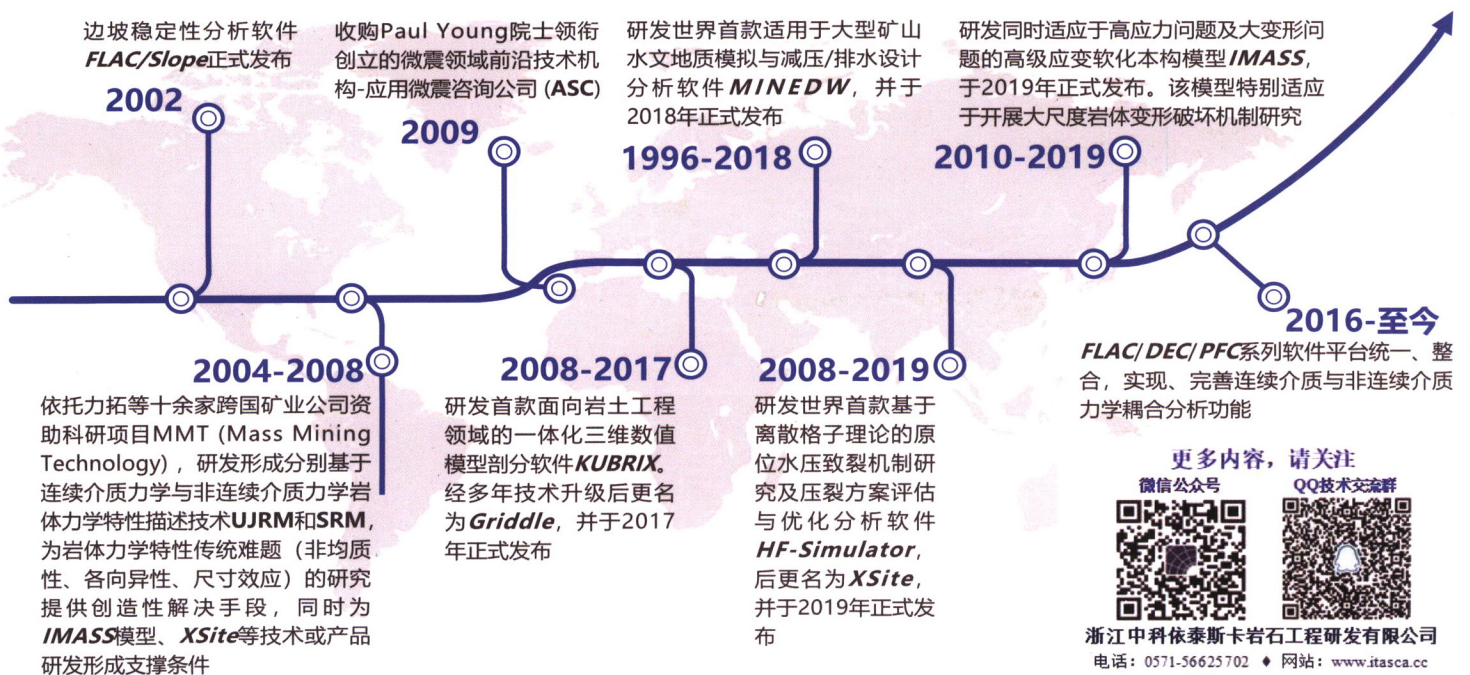 边坡稳定性分析软件
FLAC/Slope正式发布
2002
收购Paul Young院士领衔
创立的微震领域前沿技术机
构-应用微震咨询公司 (ASC)
2009
研发世界首款适用于大型矿山
水文地质模拟与减压/排水设计
分析软件MINEDW，并于
2018年正式发布
1996-2018
研发同时适应于高应力问题及大变形问
题的高级应变软化本构模型IMASS，
于2019年正式发布。该模型特别适应
于开展大尺度岩体变形破坏机制研究
2010-2019
2004-2008
依托力拓等十余家跨国矿业公司资
助科研项目MMT (Mass Mining
Technology)，研发形成分别基于
连续介质力学与非连续介质力学岩
体力学特性描述技术UJRM和SRM，
为岩体力学特性传统难题（非均质
性、各向异性、尺寸效应）的研究
提供创造性解决手段，同时为
IMASS模型、XSite等技术或产品
研发形成支撑条件
2008-2017
研发首款面向岩土工程
领域的一体化三维数值
模型剖分软件KUBRIX。
经多年技术升级后更名
为Griddle，并于2017
年正式发布
2008-2019
研发世界首款基于
离散格子理论的原
位水压致裂机制研
究及压裂方案评估
与优化分析软件
HF-Simulator，
后更名为XSite，
并于2019年正式发
布
2016-至今
FLAC/DEC/PFC系列软件平台统一、整
合，实现、完善连续介质与非连续介质
力学耦合分析功能
更多内容，请关注
微信公众号
QQ技术交流群
浙江中科依泰斯卡岩石工程研发有限公司
电话：0571-56625702 ♦ 网站：www.itasca.cc